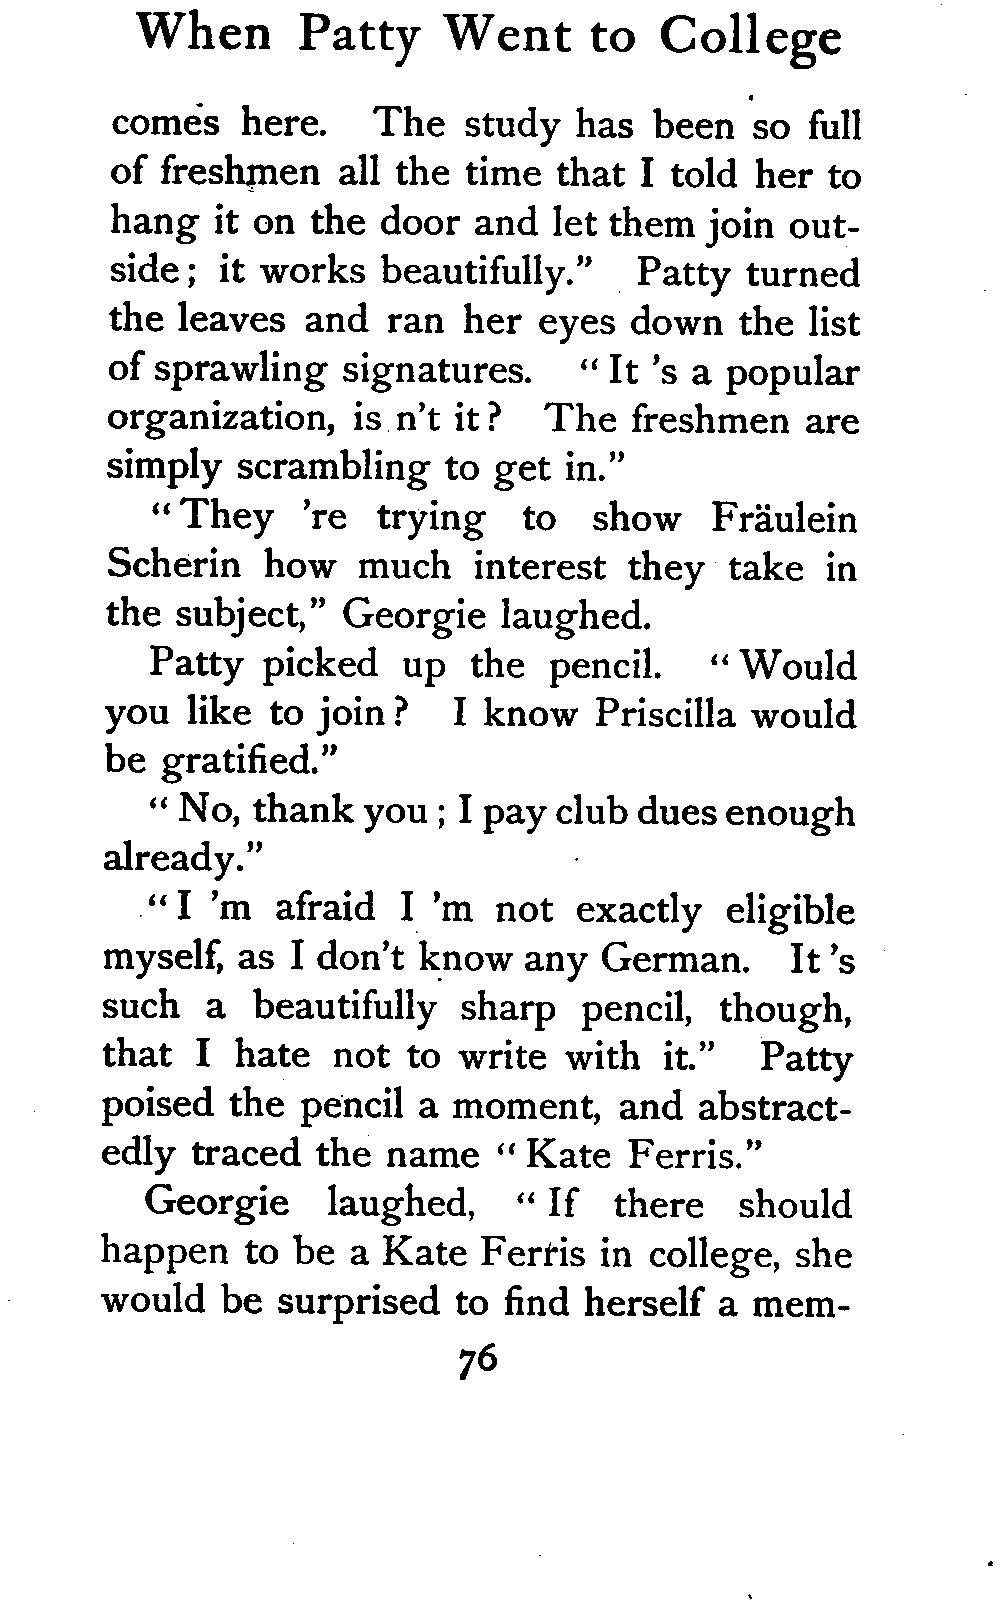 When Patty Went to College
comes here. The study has been so full
of freshmen all the time that I told her to
hang it on the door and let them join out-
side; it works beautifully." Patty turned
the leaves and ran her eyes down the list
of sprawling signatures. "It 's a popular
organization, is n't it? The freshmen are
simply scrambling to get in."
"They 're trying to show Fräulein
Scherin how much interest they take in
the subject," Georgie laughed.
Patty picked up the pencil. "Would
you like to join? I know Priscilla would
be gratified."
"No, thank you; I pay club dues enough
already."
"I 'm afraid I 'm not exactly eligible
myself, as I don't know any German. It 's
such a beautifully sharp pencil, though,
that I hate not to write with it." Patty
poised the pencil a moment, and abstract-
edly traced the name "Kate Ferris."
Georgie laughed, "If there should
happen to be a Kate Ferris in college, she
would be surprised to find herself a mem-
76